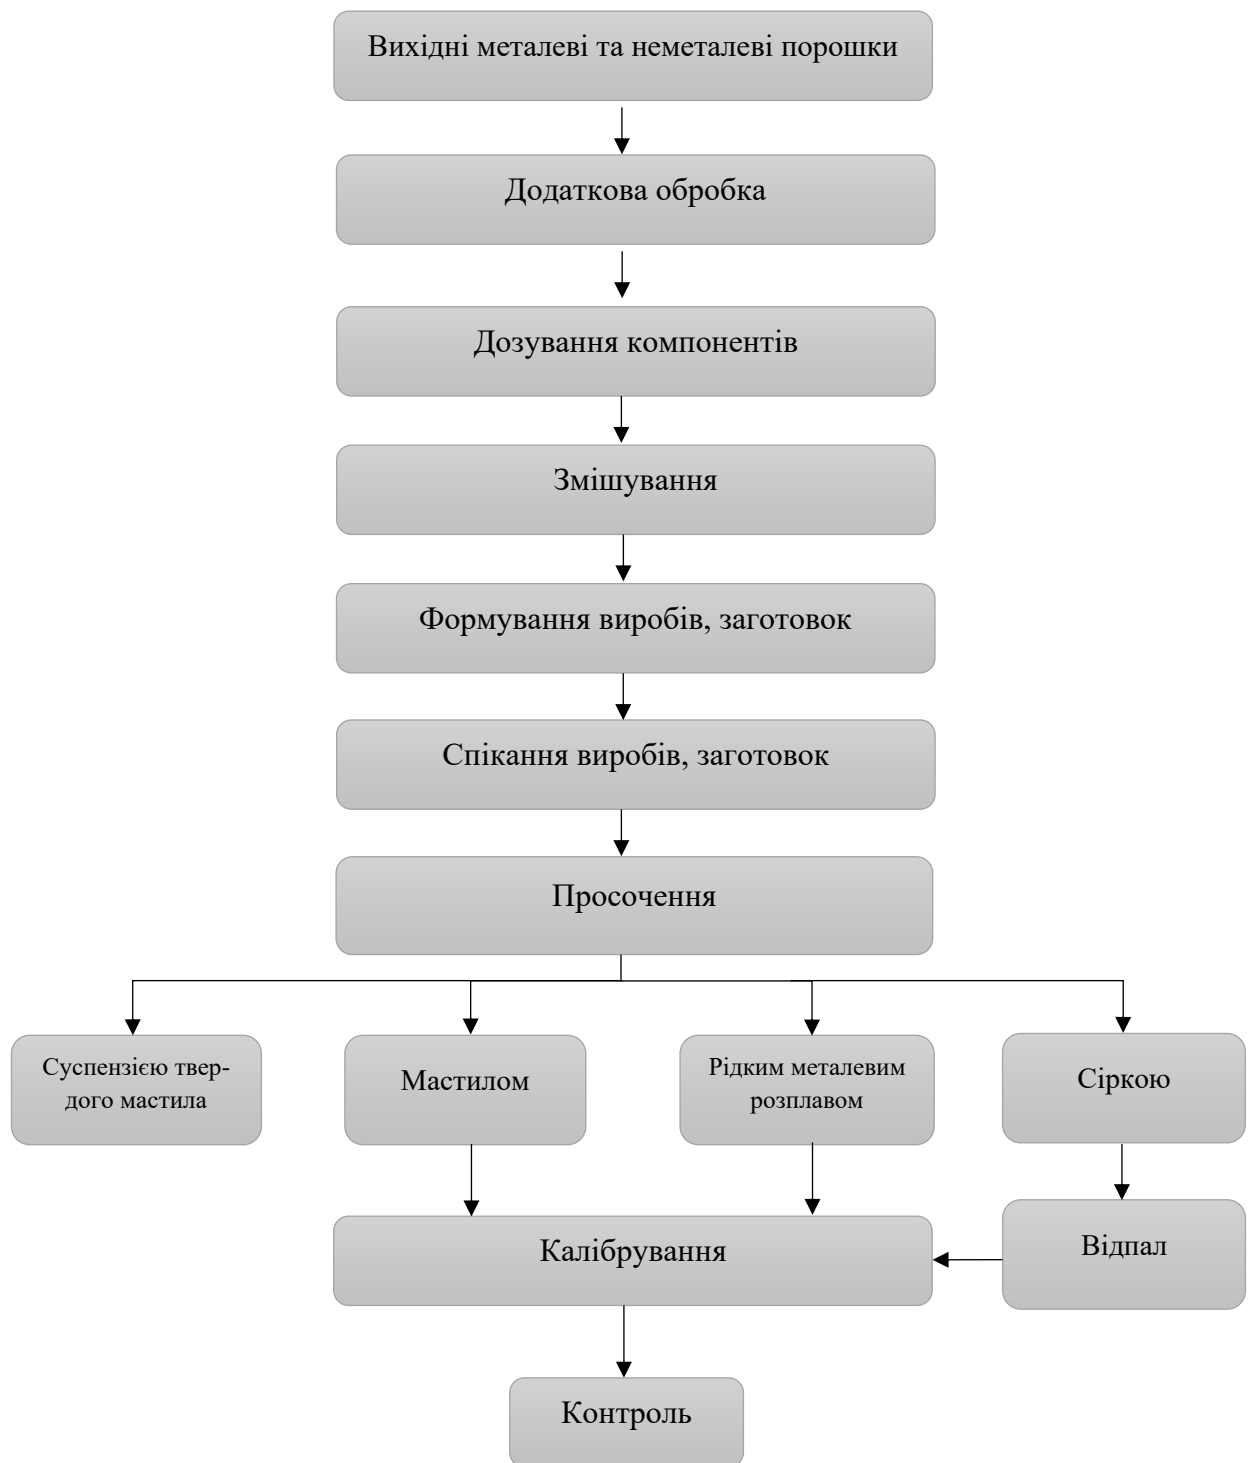 Вихідні металеві та неметалеві порошки
Додаткова обробка
Дозування компонентів
Змішування
Формування виробів, заготовок
Спікання виробів, заготовок
Просочення
Суспензією твер-
дого мастила
Мастилом
Рідким металевим
розплавом
Сіркою
Калібрування
Відпал
Контроль